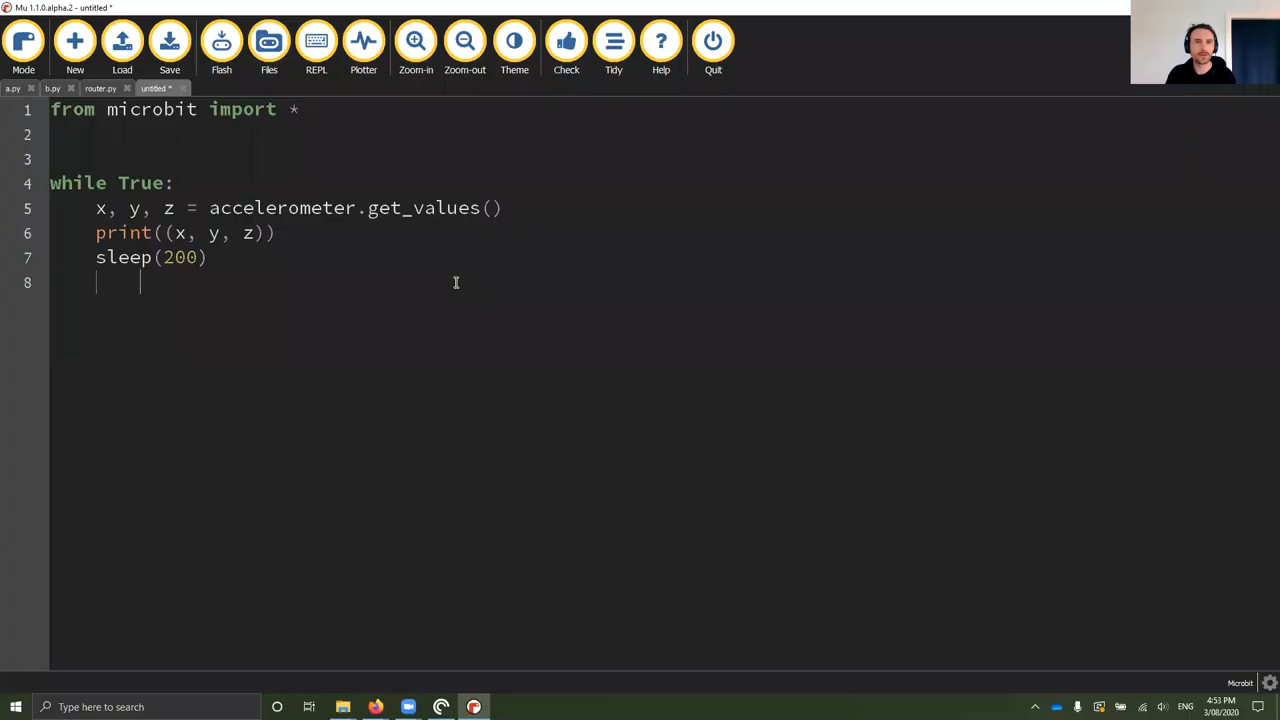 Mu 1.1.0.alpha.2 - untitled *
Mode New Load Save Flash Files REPL Plotter Zoom-in Zoom-out Theme Check Tidy Help Quit
a.py b.py router.py untitled *
1 from microbit import *
2
3
4 while True:
5 x, y, z = accelerometer.get_values()
6 print((x, y, z))
7 sleep(200)
8
Microbit
Type here to search
ENG
4:53 PM
3/08/2020